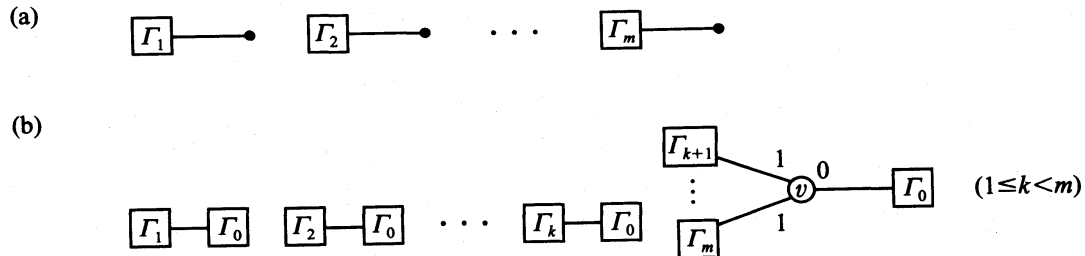 (a)
Γ₁ Γ₂ · · · Γₘ
(b)
Γₖ₊₁ 1 0
⋮ v Γ₀ (1≤k<m)
Γ₁ Γ₀ Γ₂ Γ₀ · · · Γₖ Γ₀ Γₘ 1